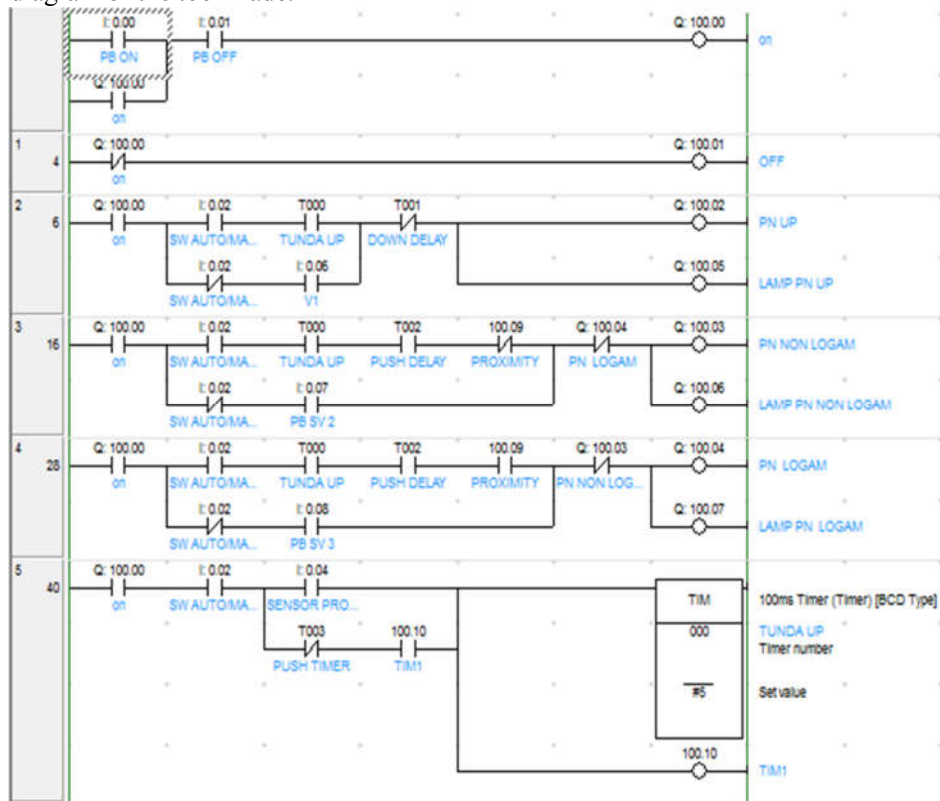 diagram of the tool made.
I: 0.00 I: 0.01 Q: 100.00
PB ON PB OFF on
Q: 100.00
on
1 Q: 100.00 Q: 100.01
4 OFF
on
2 Q: 100.00 I: 0.02 T000 T001 Q: 100.02
6 PN UP
on SW AUTO/MA... TUNDA UP DOWN DELAY
I: 0.02 I: 0.06 Q: 100.05
LAMP PN UP
SW AUTO/MA... V1
3 Q: 100.00 I: 0.02 T000 T002 100.09 Q: 100.04 Q: 100.03
16 PN NON LOGAM
on SW AUTO/MA... TUNDA UP PUSH DELAY PROXIMITY PN LOGAM
I: 0.02 I: 0.07 Q: 100.06
LAMP PN NON LOGAM
SW AUTO/MA... PB SV 2
4 Q: 100.00 I: 0.02 T000 T002 100.09 Q: 100.03 Q: 100.04
28 PN LOGAM
on SW AUTO/MA... TUNDA UP PUSH DELAY PROXIMITY PN NON LOG...
I: 0.02 I: 0.08 Q: 100.07
LAMP PN LOGAM
SW AUTO/MA... PB SV 3
5 Q: 100.00 I: 0.02 I: 0.04
40 TIM 100ms Timer (Timer) [BCD Type]
on SW AUTO/MA... SENSOR PRO...
T003 100.10 000 TUNDA UP
Timer number
PUSH TIMER TIM1
#5 Set value
100.10
TIM1